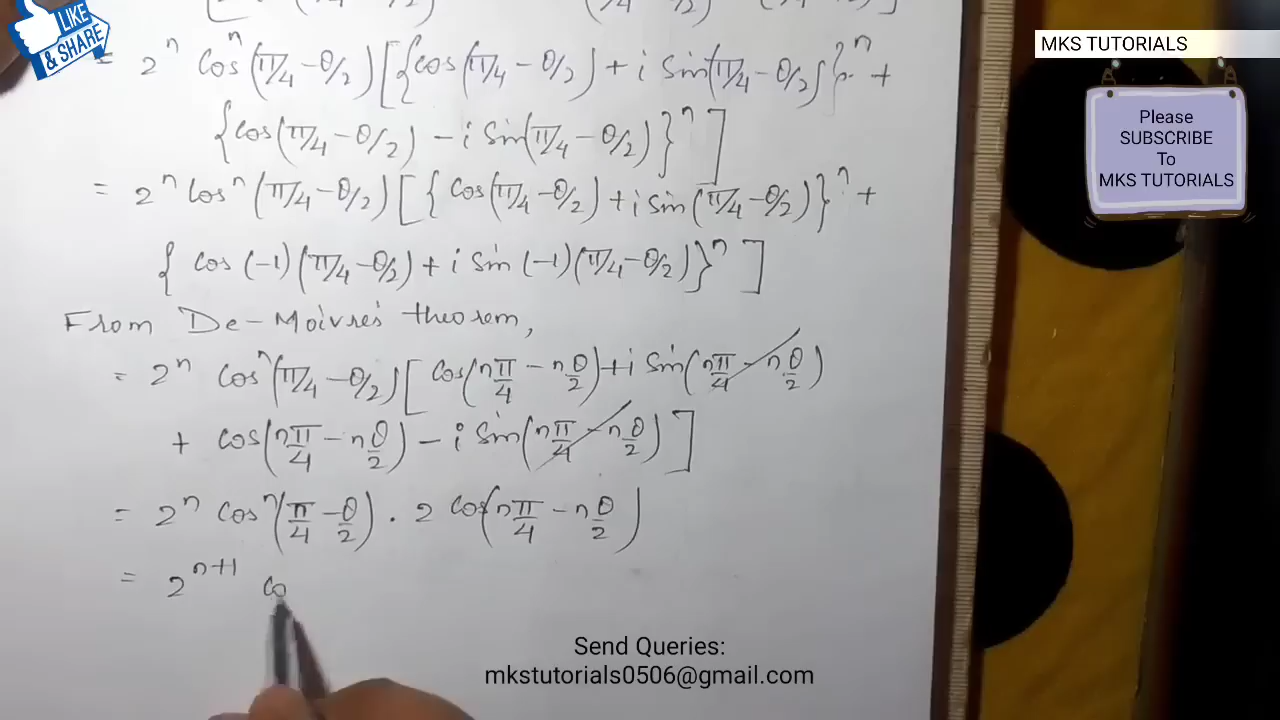 LIKE
& SHARE
MKS TUTORIALS
Please
SUBSCRIBE
To
MKS TUTORIALS
= 2ⁿ Cosⁿ(π/4 − θ/2) [{cos(π/4 − θ/2) + i Sin(π/4 − θ/2)}ⁿ +
{cos(π/4 − θ/2) − i Sin(π/4 − θ/2)}ⁿ]
= 2ⁿ Cosⁿ(π/4 − θ/2) [{cos(π/4 − θ/2) + i sin(π/4 − θ/2)}ⁿ +
{cos(−1)(π/4 − θ/2) + i Sin(−1)(π/4 − θ/2)}ⁿ]
From De-Moivre's theorem,
= 2ⁿ Cosⁿ(π/4 − θ/2) [cos(nπ/4 − nθ/2) + i Sin(nπ/4 − nθ/2)
+ cos(nπ/4 − nθ/2) − i Sin(nπ/4 − nθ/2)]
= 2ⁿ Cosⁿ(π/4 − θ/2) . 2 Cos(nπ/4 − nθ/2)
= 2ⁿ⁺¹ Co
Send Queries:
mkstutorials0506@gmail.com